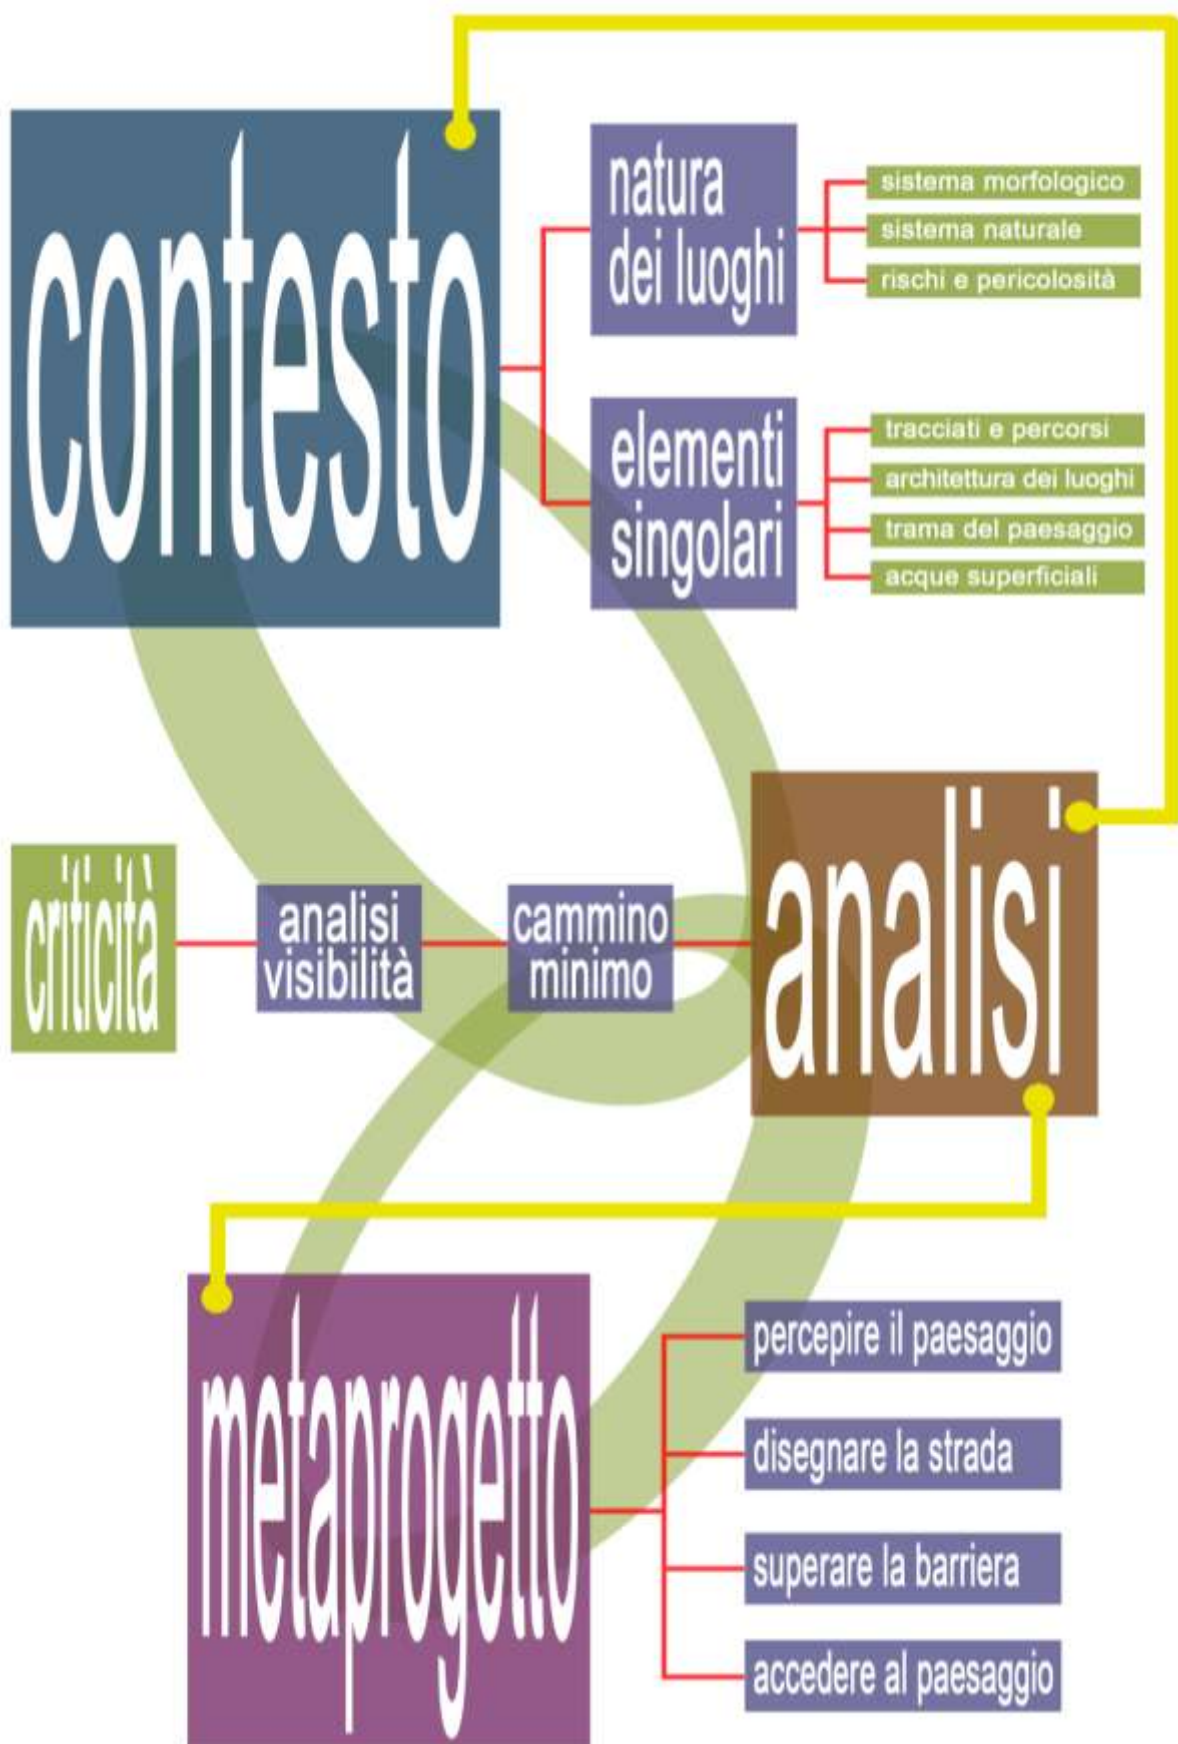 contesto
natura
dei luoghi
sistema morfologico
sistema naturale
rischi e pericolosità
elementi
singolari
tracciati e percorsi
architettura dei luoghi
trama del paesaggio
acque superficiali
criticità
analisi
visibilità
cammino
minimo
analisi
metaprogetto
percepire il paesaggio
disegnare la strada
superare la barriera
accedere al paesaggio